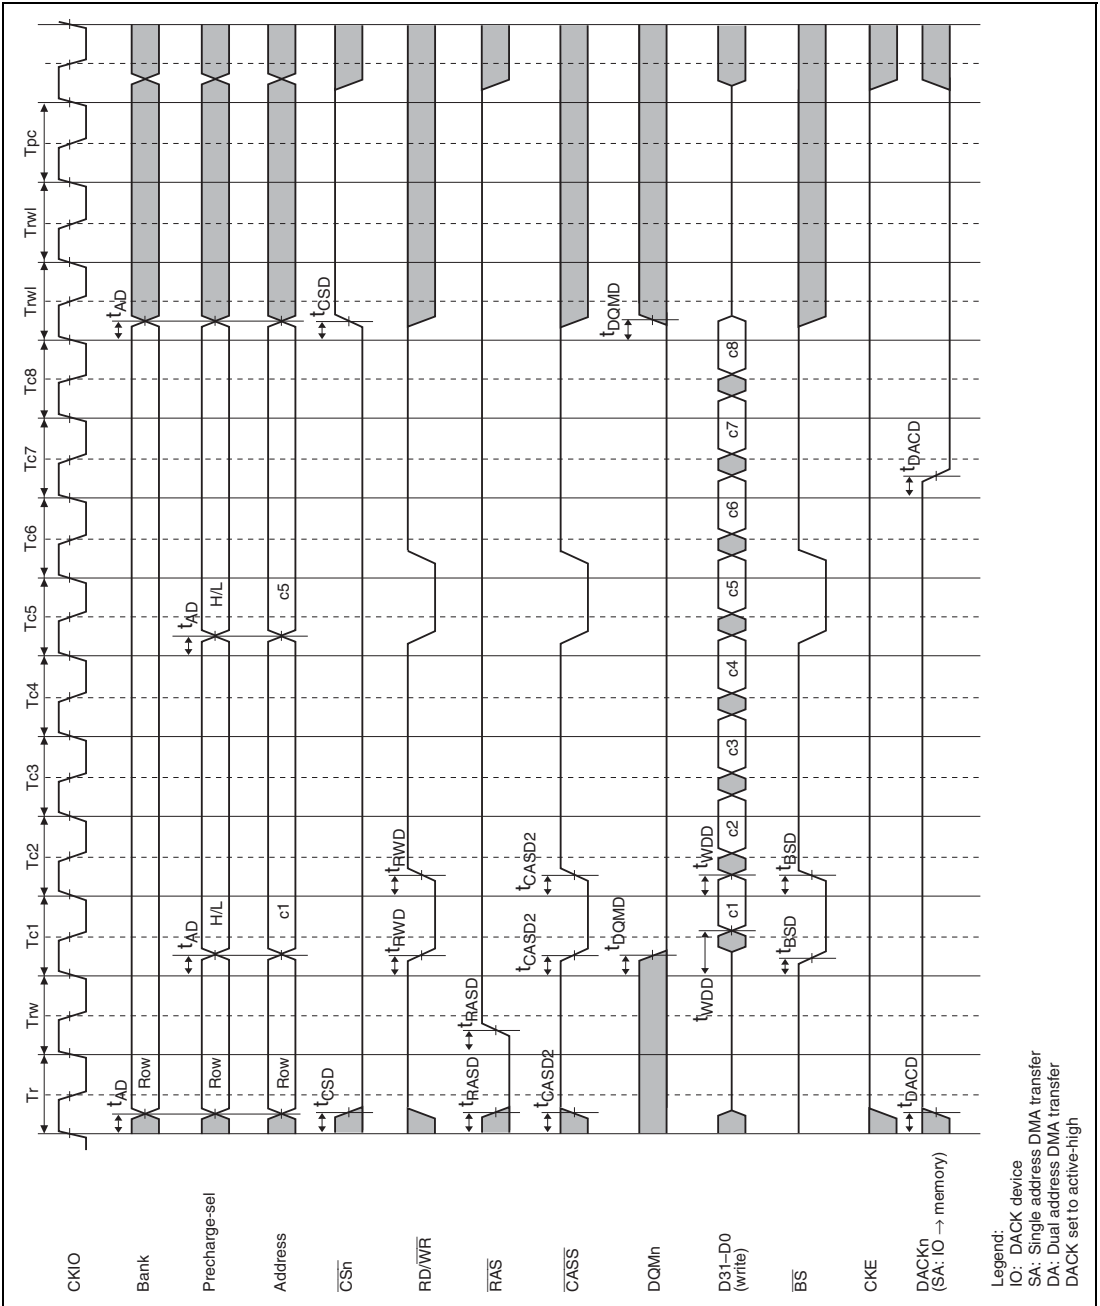 Tr Trw Tc1 Tc2 Tc3 Tc4 Tc5 Tc6 Tc7 Tc8 Trwl Trwl Tpc
CKIO
tAD tAD
Bank Row
tAD tAD
Precharge-sel Row H/L H/L
Address Row c1 c5
tCSD tCSD
CSn
tRWD tRWD
RD/WR
tRASD tRASD
RAS
tCASD2 tCASD2 tCASD2
CASS
tDQMD tDQMD
DQMn
tWDD tWDD
D31–D0
(write)
c1 c2 c3 c4 c5 c6 c7 c8
tBSD tBSD
BS
CKE
tDACD tDACD
DACKn
(SA: IO → memory)
Legend:
IO: DACK device
SA: Single address DMA transfer
DA: Dual address DMA transfer
DACK set to active-high